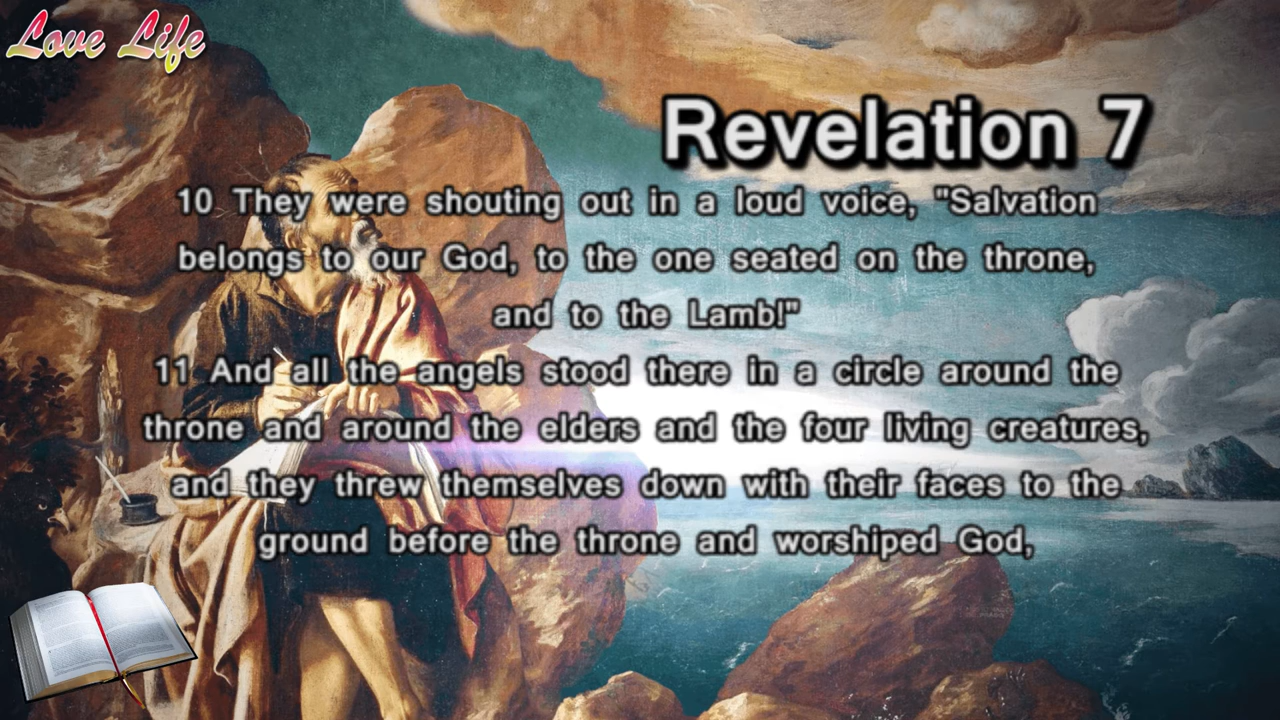 Love Life
Revelation 7
10 They were shouting out in a loud voice, "Salvation
belongs to our God, to the one seated on the throne,
and to the Lamb!"
11 And all the angels stood there in a circle around the
throne and around the elders and the four living creatures,
and they threw themselves down with their faces to the
ground before the throne and worshiped God,